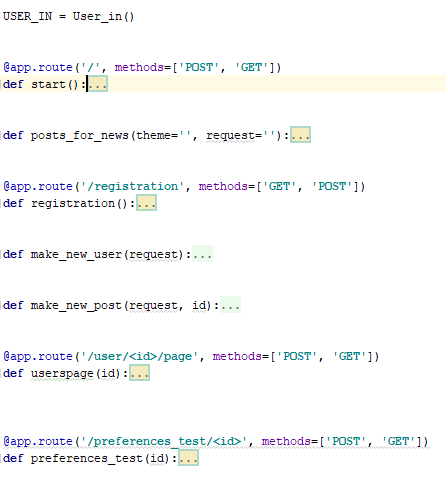 USER_IN = User_in()
@app.route('/', methods=['POST', 'GET'])
def start():...
def posts_for_news(theme='', request=''):...
@app.route('/registration', methods=['GET', 'POST'])
def registration():...
def make_new_user(request):...
def make_new_post(request, id):...
@app.route('/user/<id>/page', methods=['POST', 'GET'])
def userspage(id):...
@app.route('/preferences_test/<id>', methods=['POST', 'GET'])
def preferences_test(id):...